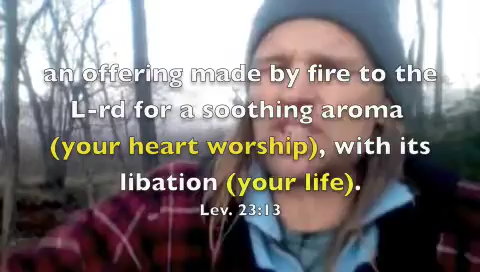 an offering made by fire to the
L-rd for a soothing aroma
(your heart worship), with its
libation (your life).
Lev. 23:13